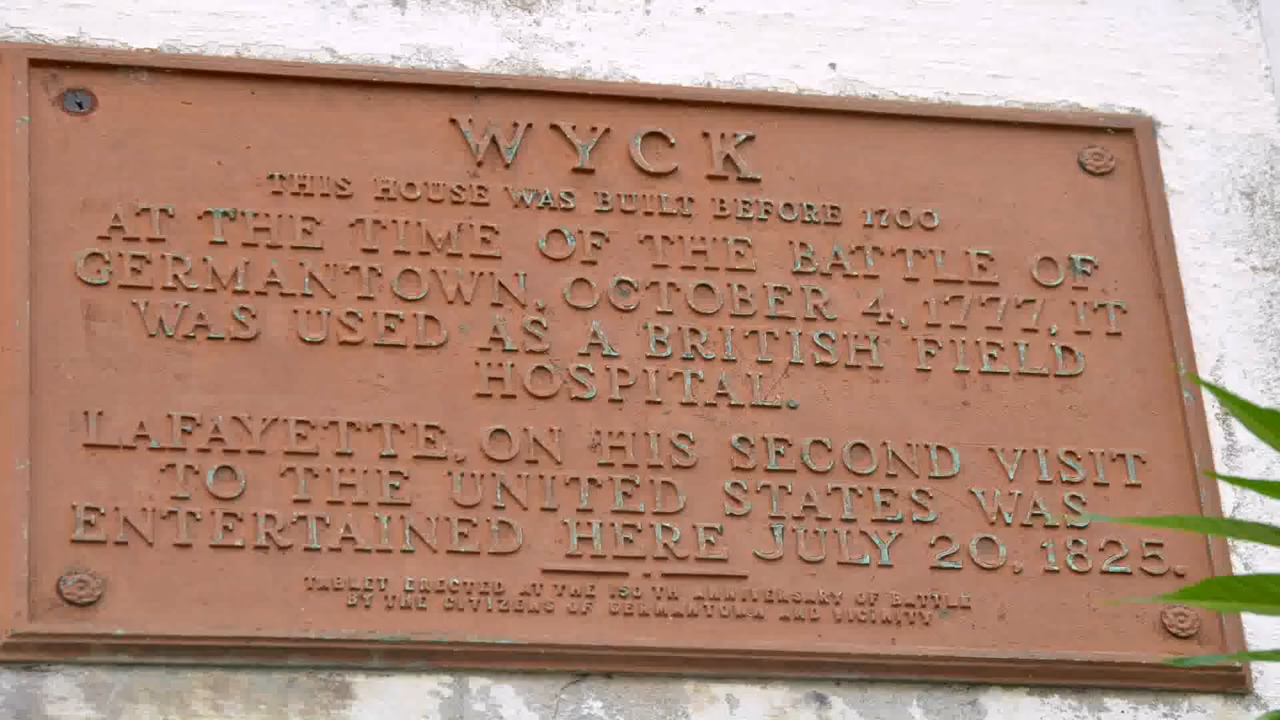 WYCK
THIS HOUSE WAS BUILT BEFORE 1700
AT THE TIME OF THE BATTLE OF
GERMANTOWN, OCTOBER 4, 1777, IT
WAS USED AS A BRITISH FIELD
HOSPITAL.
LAFAYETTE, ON HIS SECOND VISIT
TO THE UNITED STATES WAS
ENTERTAINED HERE JULY 20, 1825.
TABLET ERECTED AT THE 150TH ANNIVERSARY OF BATTLE
BY THE CITIZENS OF GERMANTOWN AND VICINITY